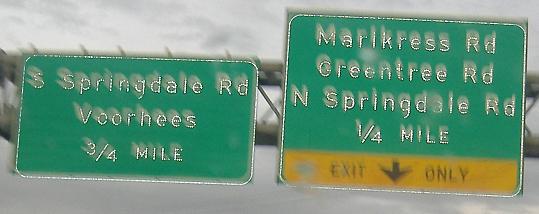 S Springdale Rd
Voorhees
3/4 MILE
Marlkress Rd
Greentree Rd
N Springdale Rd
1/4 MILE
EXIT ONLY